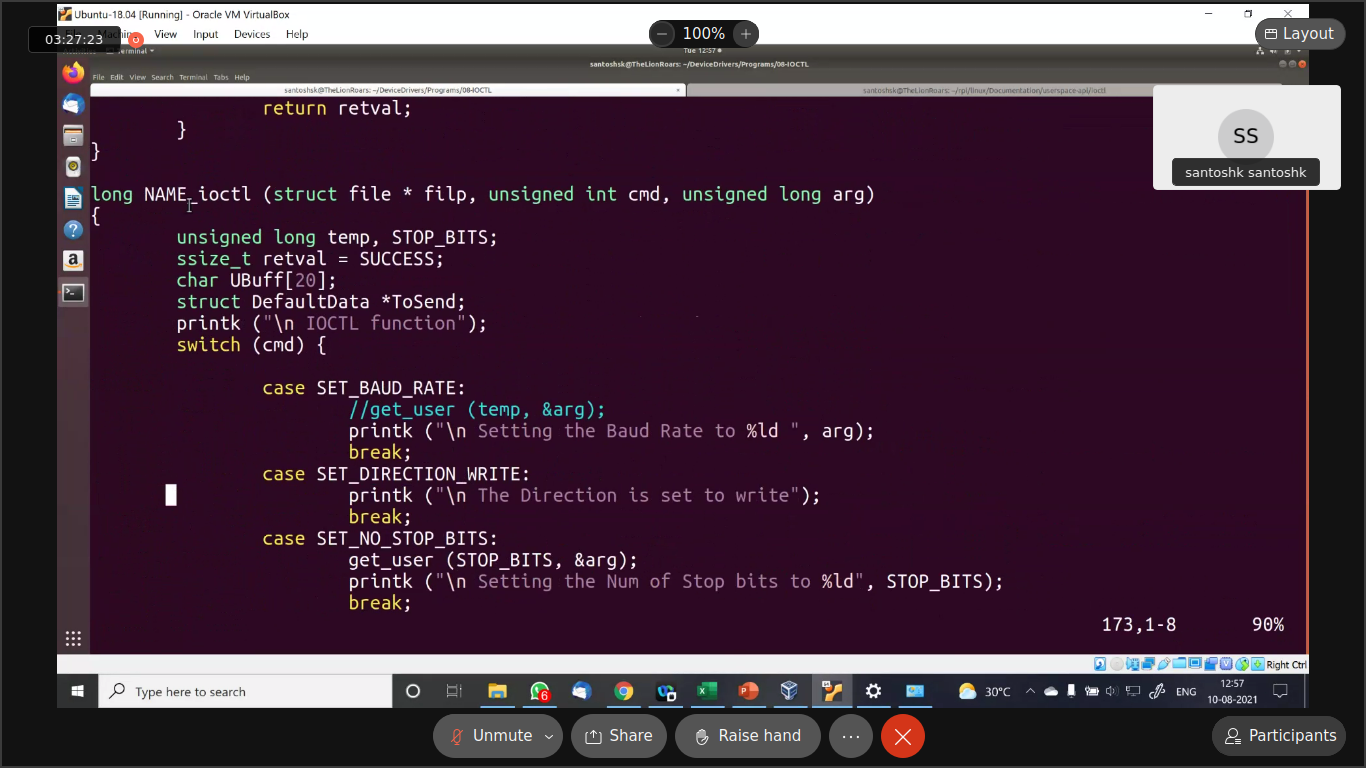 Ubuntu-18.04 [Running] - Oracle VM VirtualBox
03:27:23
View Input Devices Help
100%
Layout
Tue 12:57
santoshsk@TheLionRoars: ~/DeviceDrivers/Programs/08-IOCTL
File Edit View Search Terminal Tabs Help
santoshsk@TheLionRoars: ~/DeviceDrivers/Programs/08-IOCTL
santoshsk@TheLionRoars: ~/rpi/linux/Documentation/userspace-api/ioctl
SS
santoshk santoshk
return retval;
}
}
long NAME_ioctl (struct file * filp, unsigned int cmd, unsigned long arg)
{
unsigned long temp, STOP_BITS;
ssize_t retval = SUCCESS;
char UBuff[20];
struct DefaultData *ToSend;
printk ("\n IOCTL function");
switch (cmd) {
case SET_BAUD_RATE:
//get_user (temp, &arg);
printk ("\n Setting the Baud Rate to %ld ", arg);
break;
case SET_DIRECTION_WRITE:
printk ("\n The Direction is set to write");
break;
case SET_NO_STOP_BITS:
get_user (STOP_BITS, &arg);
printk ("\n Setting the Num of Stop bits to %ld", STOP_BITS);
break;
173,1-8 90%
Right Ctrl
Type here to search
6
30°C
ENG
12:57
10-08-2021
Unmute
Share
Raise hand
Participants